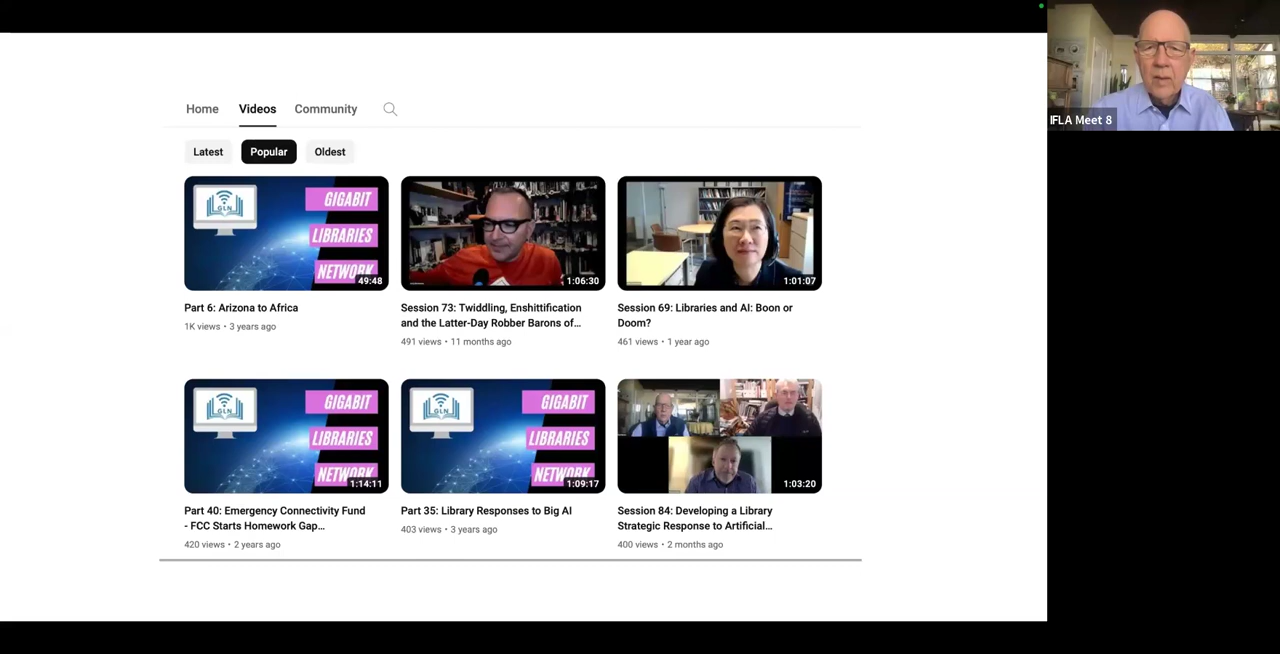 Home Videos Community
Latest Popular Oldest
GLN
GIGABIT
LIBRARIES
NETWORK
49:48
1:06:30
1:01:07
Part 6: Arizona to Africa
1K views • 3 years ago
Session 73: Twiddling, Enshittification
and the Latter-Day Robber Barons of...
491 views • 11 months ago
Session 69: Libraries and AI: Boon or
Doom?
461 views • 1 year ago
GLN
GIGABIT
LIBRARIES
NETWORK
1:14:11
GLN
GIGABIT
LIBRARIES
NETWORK
1:09:17
1:03:20
Part 40: Emergency Connectivity Fund
- FCC Starts Homework Gap...
420 views • 2 years ago
Part 35: Library Responses to Big AI
403 views • 3 years ago
Session 84: Developing a Library
Strategic Response to Artificial...
400 views • 2 months ago
IFLA Meet 8